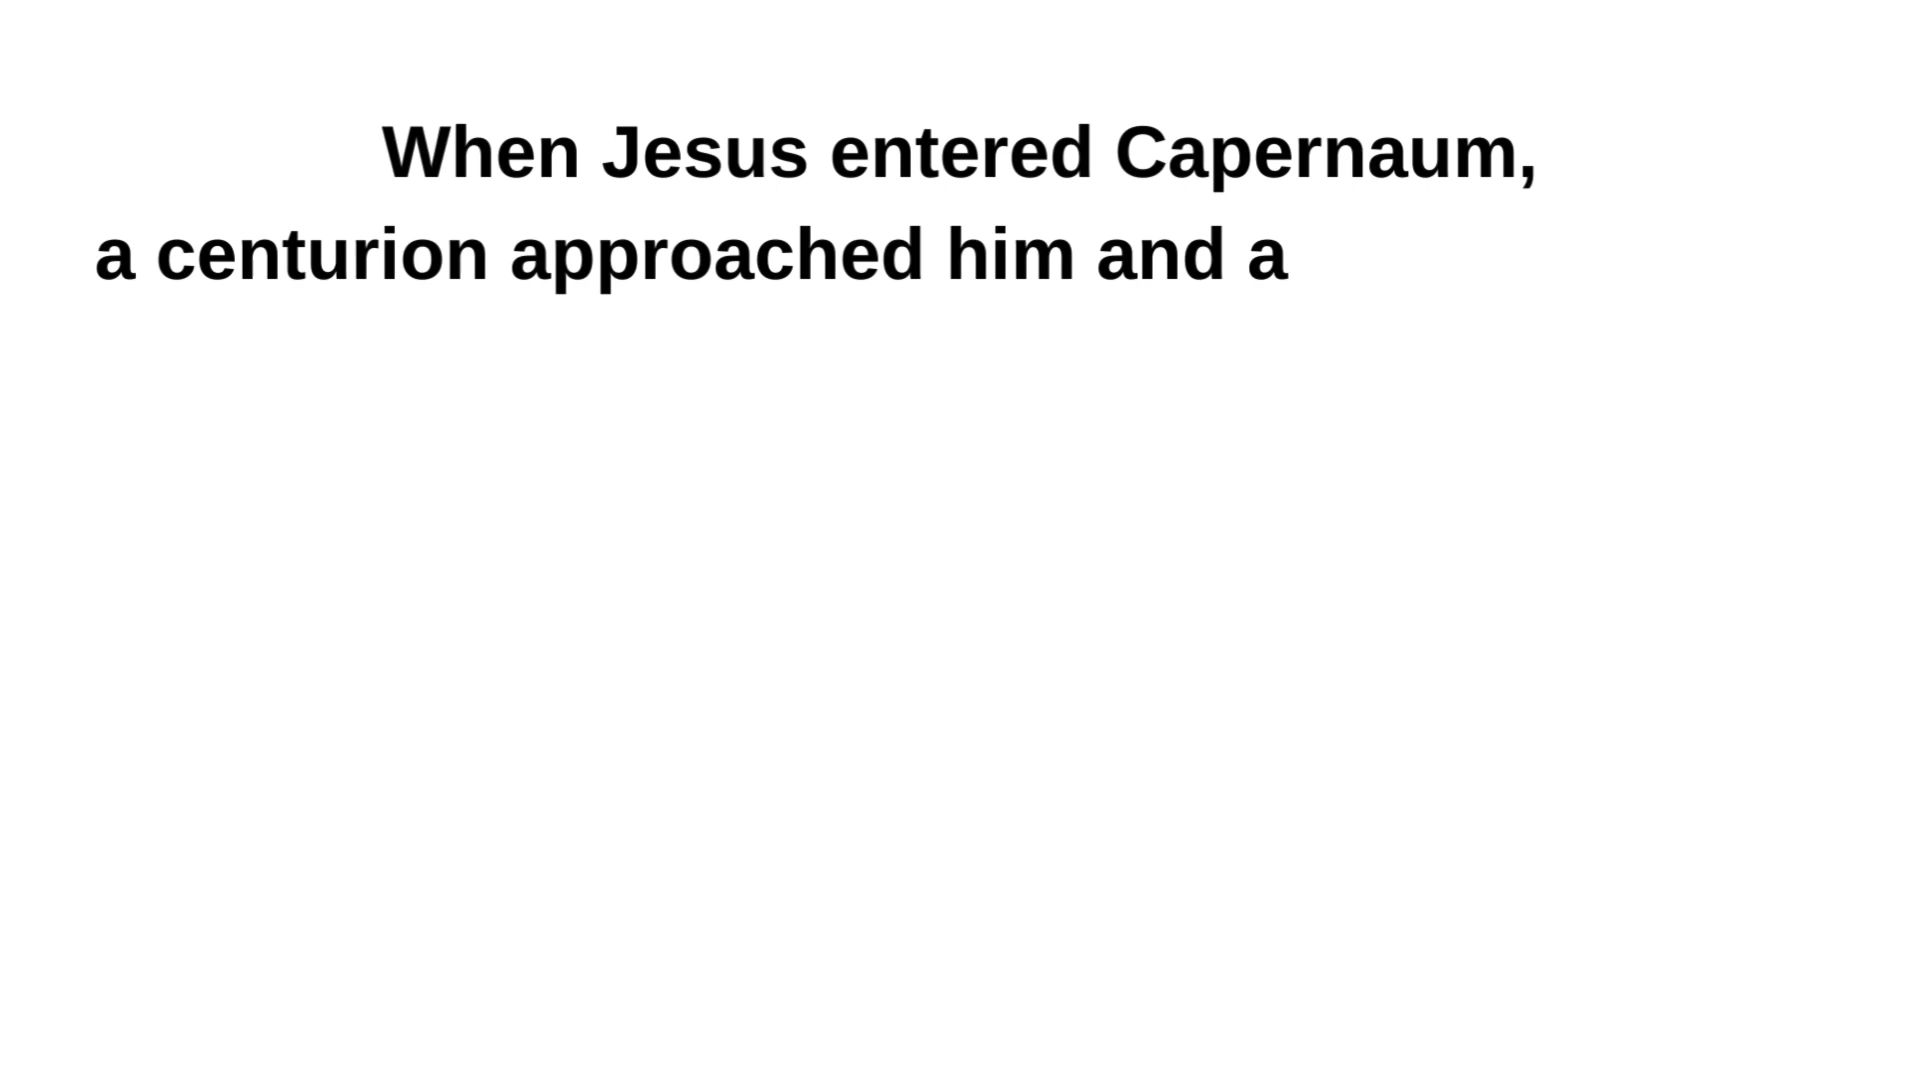 When Jesus entered Capernaum,
a centurion approached him and a